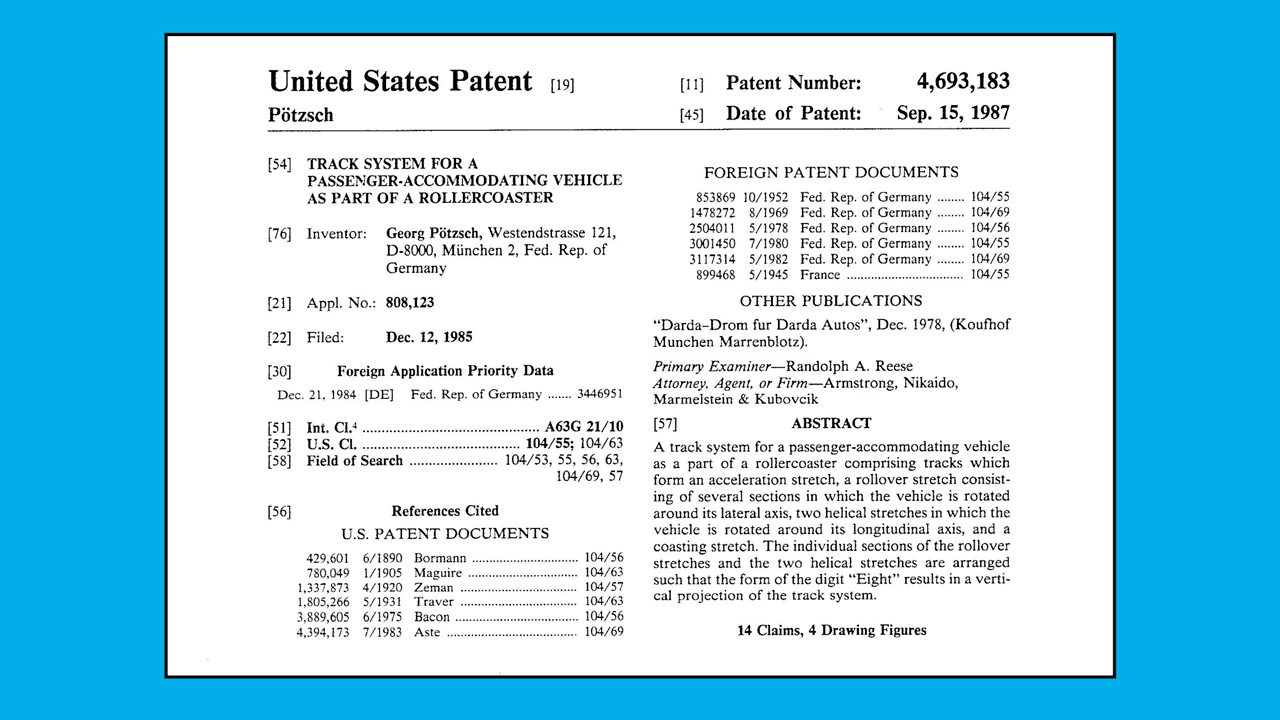 United States Patent [19]
Pötzsch
[11] Patent Number: 4,693,183
[45] Date of Patent: Sep. 15, 1987
[54] TRACK SYSTEM FOR A
PASSENGER-ACCOMMODATING VEHICLE
AS PART OF A ROLLERCOASTER
[76] Inventor: Georg Pötzsch, Westendstrasse 121,
D-8000, München 2, Fed. Rep. of
Germany
[21] Appl. No.: 808,123
[22] Filed: Dec. 12, 1985
[30] Foreign Application Priority Data
Dec. 21, 1984 [DE] Fed. Rep. of Germany ....... 3446951
[51] Int. Cl.⁴ .............................................. A63G 21/10
[52] U.S. Cl. ........................................... 104/55; 104/63
[58] Field of Search ....................... 104/53, 55, 56, 63,
104/69, 57
[56] References Cited
U.S. PATENT DOCUMENTS
429,601 6/1890 Bormann ............................... 104/56
780,049 1/1905 Maguire ................................ 104/63
1,337,873 4/1920 Zeman .................................. 104/57
1,805,266 5/1931 Traver .................................. 104/63
3,889,605 6/1975 Bacon ................................... 104/56
4,394,173 7/1983 Aste ..................................... 104/69
FOREIGN PATENT DOCUMENTS
853869 10/1952 Fed. Rep. of Germany ........ 104/55
1478272 8/1969 Fed. Rep. of Germany ........ 104/69
2504011 5/1978 Fed. Rep. of Germany ........ 104/56
3001450 7/1980 Fed. Rep. of Germany ........ 104/55
3117314 5/1982 Fed. Rep. of Germany ........ 104/69
899468 5/1945 France .................................. 104/55
OTHER PUBLICATIONS
“Darda–Drom fur Darda Autos”, Dec. 1978, (Koufhof
Munchen Marrenblotz).
Primary Examiner—Randolph A. Reese
Attorney, Agent, or Firm—Armstrong, Nikaido,
Marmelstein & Kubovcik
[57] ABSTRACT
A track system for a passenger-accommodating vehicle
as a part of a rollercoaster comprising tracks which
form an acceleration stretch, a rollover stretch consist-
ing of several sections in which the vehicle is rotated
around its lateral axis, two helical stretches in which the
vehicle is rotated around its longitudinal axis, and a
coasting stretch. The individual sections of the rollover
stretches and the two helical stretches are arranged
such that the form of the digit “Eight” results in a verti-
cal projection of the track system.
14 Claims, 4 Drawing Figures